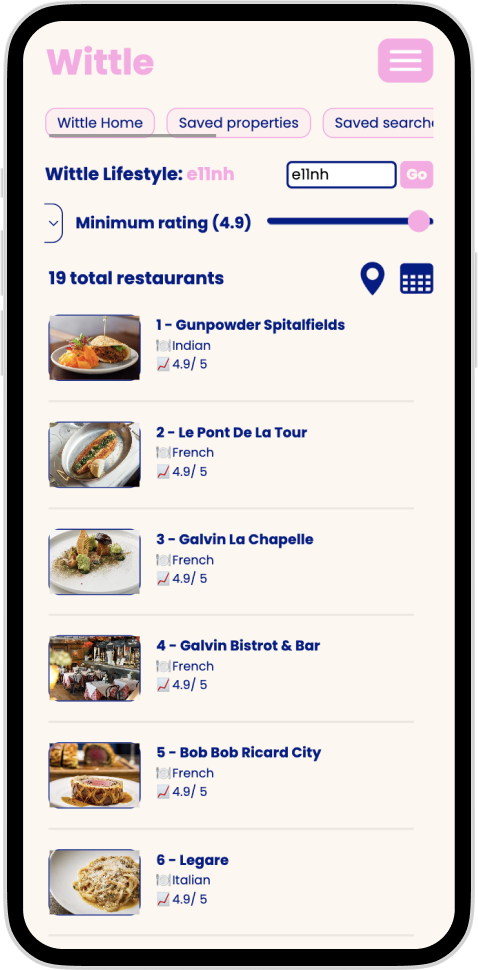 Wittle
Wittle Home
Saved properties
Saved searche
Wittle Lifestyle: e11nh
e11nh
Go
Minimum rating (4.9)
19 total restaurants
1 - Gunpowder Spitalfields
🍽️Indian
📈4.9/ 5
2 - Le Pont De La Tour
🍽️French
📈4.9/ 5
3 - Galvin La Chapelle
🍽️French
📈4.9/ 5
4 - Galvin Bistrot & Bar
🍽️French
📈4.9/ 5
5 - Bob Bob Ricard City
🍽️French
📈4.9/ 5
6 - Legare
🍽️Italian
📈4.9/ 5